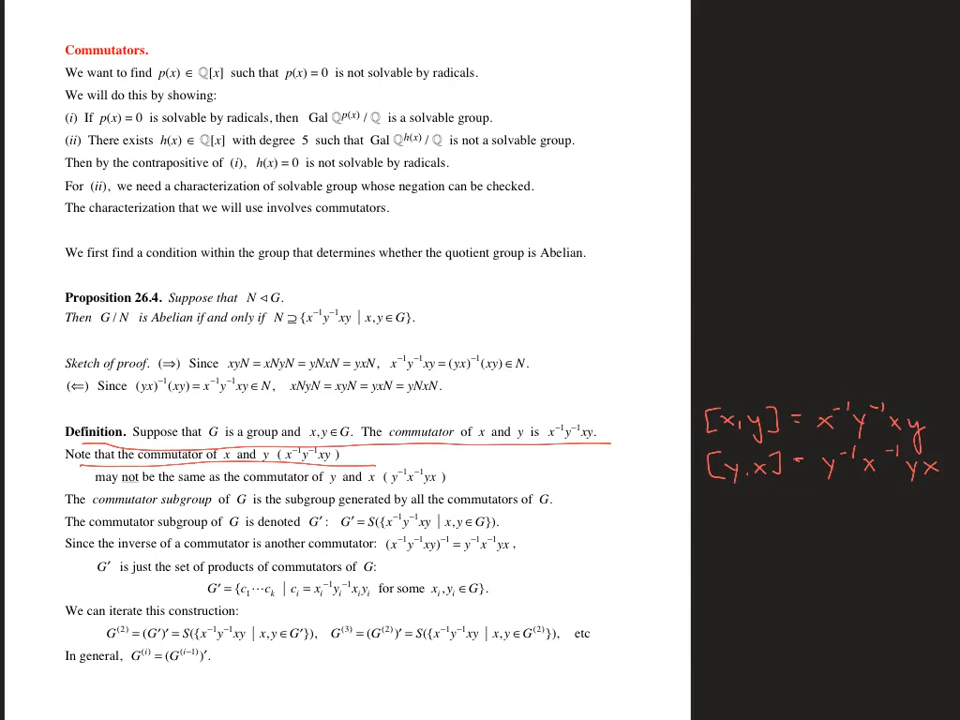 Commutators.
We want to find p(x) ∈ ℚ[x] such that p(x) = 0 is not solvable by radicals.
We will do this by showing:
(i) If p(x) = 0 is solvable by radicals, then Gal ℚ^{p(x)} / ℚ is a solvable group.
(ii) There exists h(x) ∈ ℚ[x] with degree 5 such that Gal ℚ^{h(x)} / ℚ is not a solvable group.
Then by the contrapositive of (i), h(x) = 0 is not solvable by radicals.
For (ii), we need a characterization of solvable group whose negation can be checked.
The characterization that we will use involves commutators.
We first find a condition within the group that determines whether the quotient group is Abelian.
Proposition 26.4. Suppose that N ⊲ G.
Then G / N is Abelian if and only if N ⊇ {x⁻¹y⁻¹xy | x, y ∈ G}.
Sketch of proof. (⟹) Since xyN = xNyN = yNxN = yxN, x⁻¹y⁻¹xy = (yx)⁻¹(xy) ∈ N.
(⟸) Since (yx)⁻¹(xy) = x⁻¹y⁻¹xy ∈ N, xNyN = xyN = yxN = yNxN.
Definition. Suppose that G is a group and x, y ∈ G. The commutator of x and y is x⁻¹y⁻¹xy.
Note that the commutator of x and y ( x⁻¹y⁻¹xy )
may not be the same as the commutator of y and x ( y⁻¹x⁻¹yx )
The commutator subgroup of G is the subgroup generated by all the commutators of G.
The commutator subgroup of G is denoted G′ : G′ = S({x⁻¹y⁻¹xy | x, y ∈ G}).
Since the inverse of a commutator is another commutator: (x⁻¹y⁻¹xy)⁻¹ = y⁻¹x⁻¹yx ,
G′ is just the set of products of commutators of G:
G′ = {c₁⋯cₖ | cᵢ = xᵢ⁻¹yᵢ⁻¹xᵢyᵢ for some xᵢ, yᵢ ∈ G}.
We can iterate this construction:
G⁽²⁾ = (G′)′ = S({x⁻¹y⁻¹xy | x, y ∈ G′}), G⁽³⁾ = (G⁽²⁾)′ = S({x⁻¹y⁻¹xy | x, y ∈ G⁽²⁾}), etc
In general, G⁽ⁱ⁾ = (G⁽ⁱ⁻¹⁾)′.
[x,y] = x⁻¹y⁻¹xy
[y.x] = y⁻¹x⁻¹yx